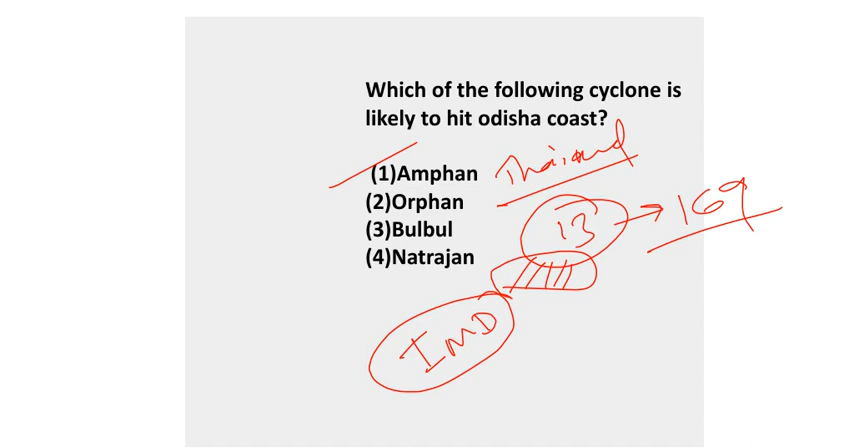 Which of the following cyclone is
likely to hit odisha coast?
(1)Amphan
Thailand
(2)Orphan
13
169
(3)Bulbul
(4)Natrajan
IMD